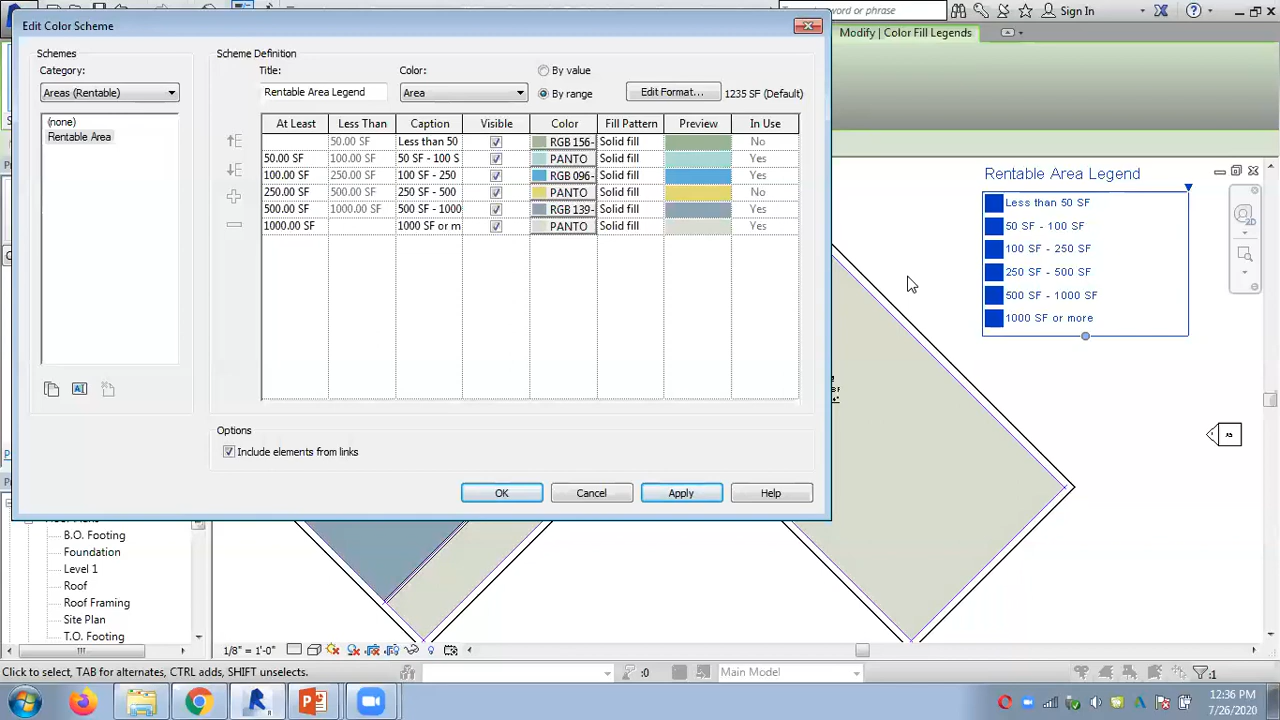 Edit Color Scheme
word or phrase
Sign In
Modify | Color Fill Legends
Schemes
Category:
Areas (Rentable)
(none)
Rentable Area
Scheme Definition
Title:
Rentable Area Legend
Color:
Area
By value
By range
Edit Format...
1235 SF (Default)
At Least Less Than Caption Visible Color Fill Pattern Preview In Use
50.00 SF Less than 50 RGB 156- Solid fill No
50.00 SF 100.00 SF 50 SF - 100 S PANTO Solid fill Yes
100.00 SF 250.00 SF 100 SF - 250 RGB 096- Solid fill Yes
250.00 SF 500.00 SF 250 SF - 500 PANTO Solid fill No
500.00 SF 1000.00 SF 500 SF - 1000 RGB 139- Solid fill Yes
1000.00 SF 1000 SF or m PANTO Solid fill Yes
Options
Include elements from links
OK
Cancel
Apply
Help
Rentable Area Legend
Less than 50 SF
50 SF - 100 SF
100 SF - 250 SF
250 SF - 500 SF
500 SF - 1000 SF
1000 SF or more
2D
B.O. Footing
Foundation
Level 1
Roof
Roof Framing
Site Plan
T.O. Footing
1/8" = 1'-0"
Click to select, TAB for alternates, CTRL adds, SHIFT unselects.
:0
Main Model
:1
12:36 PM
7/26/2020